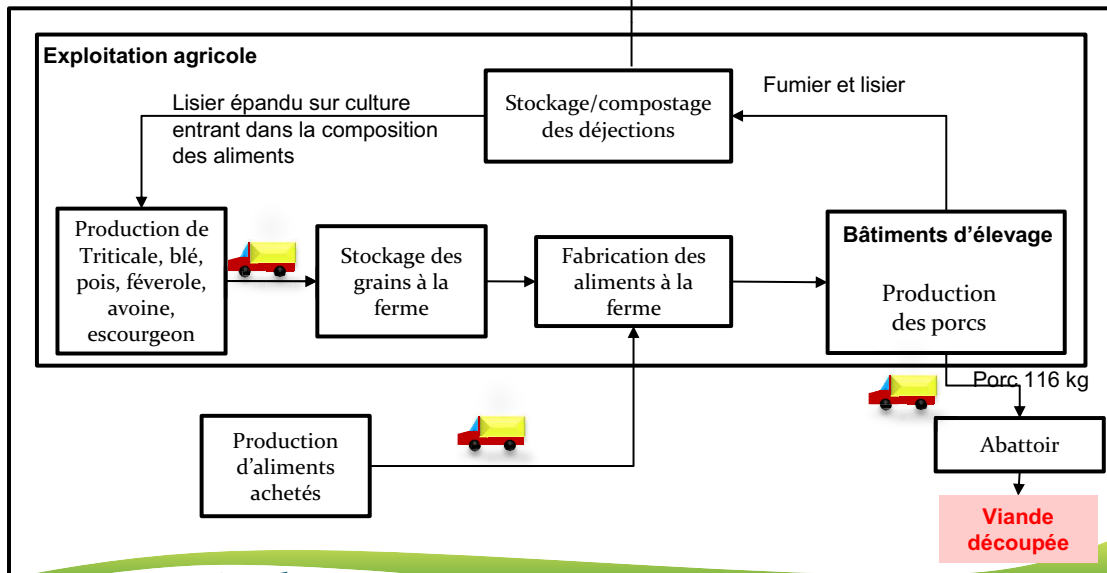 Exploitation agricole
Lisier épandu sur culture
entrant dans la composition
des aliments
Stockage/compostage
des déjections
Fumier et lisier
Production de
Triticale, blé,
pois, féverole,
avoine,
escourgeon
Stockage des
grains à la
ferme
Fabrication des
aliments à la
ferme
Bâtiments d’élevage
Production
des porcs
Porc 116 kg
Production
d’aliments
achetés
Abattoir
Viande
découpée